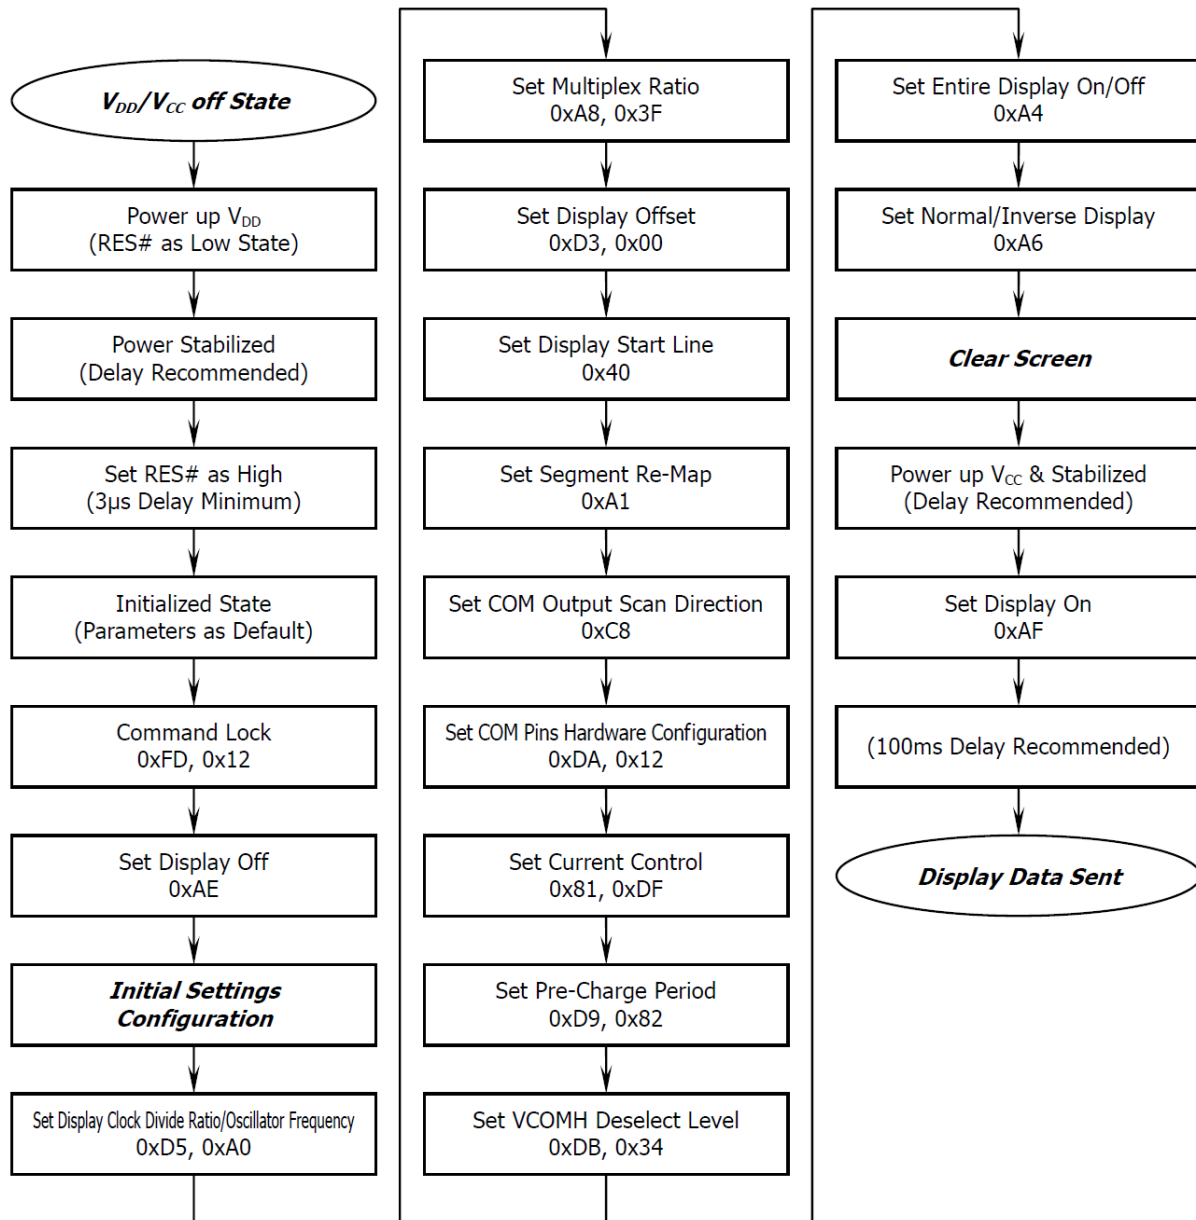 V_DD/V_CC off State
Power up V_DD
(RES# as Low State)
Power Stabilized
(Delay Recommended)
Set RES# as High
(3μs Delay Minimum)
Initialized State
(Parameters as Default)
Command Lock
0xFD, 0x12
Set Display Off
0xAE
Initial Settings
Configuration
Set Display Clock Divide Ratio/Oscillator Frequency
0xD5, 0xA0
Set Multiplex Ratio
0xA8, 0x3F
Set Display Offset
0xD3, 0x00
Set Display Start Line
0x40
Set Segment Re-Map
0xA1
Set COM Output Scan Direction
0xC8
Set COM Pins Hardware Configuration
0xDA, 0x12
Set Current Control
0x81, 0xDF
Set Pre-Charge Period
0xD9, 0x82
Set VCOMH Deselect Level
0xDB, 0x34
Set Entire Display On/Off
0xA4
Set Normal/Inverse Display
0xA6
Clear Screen
Power up V_CC & Stabilized
(Delay Recommended)
Set Display On
0xAF
(100ms Delay Recommended)
Display Data Sent